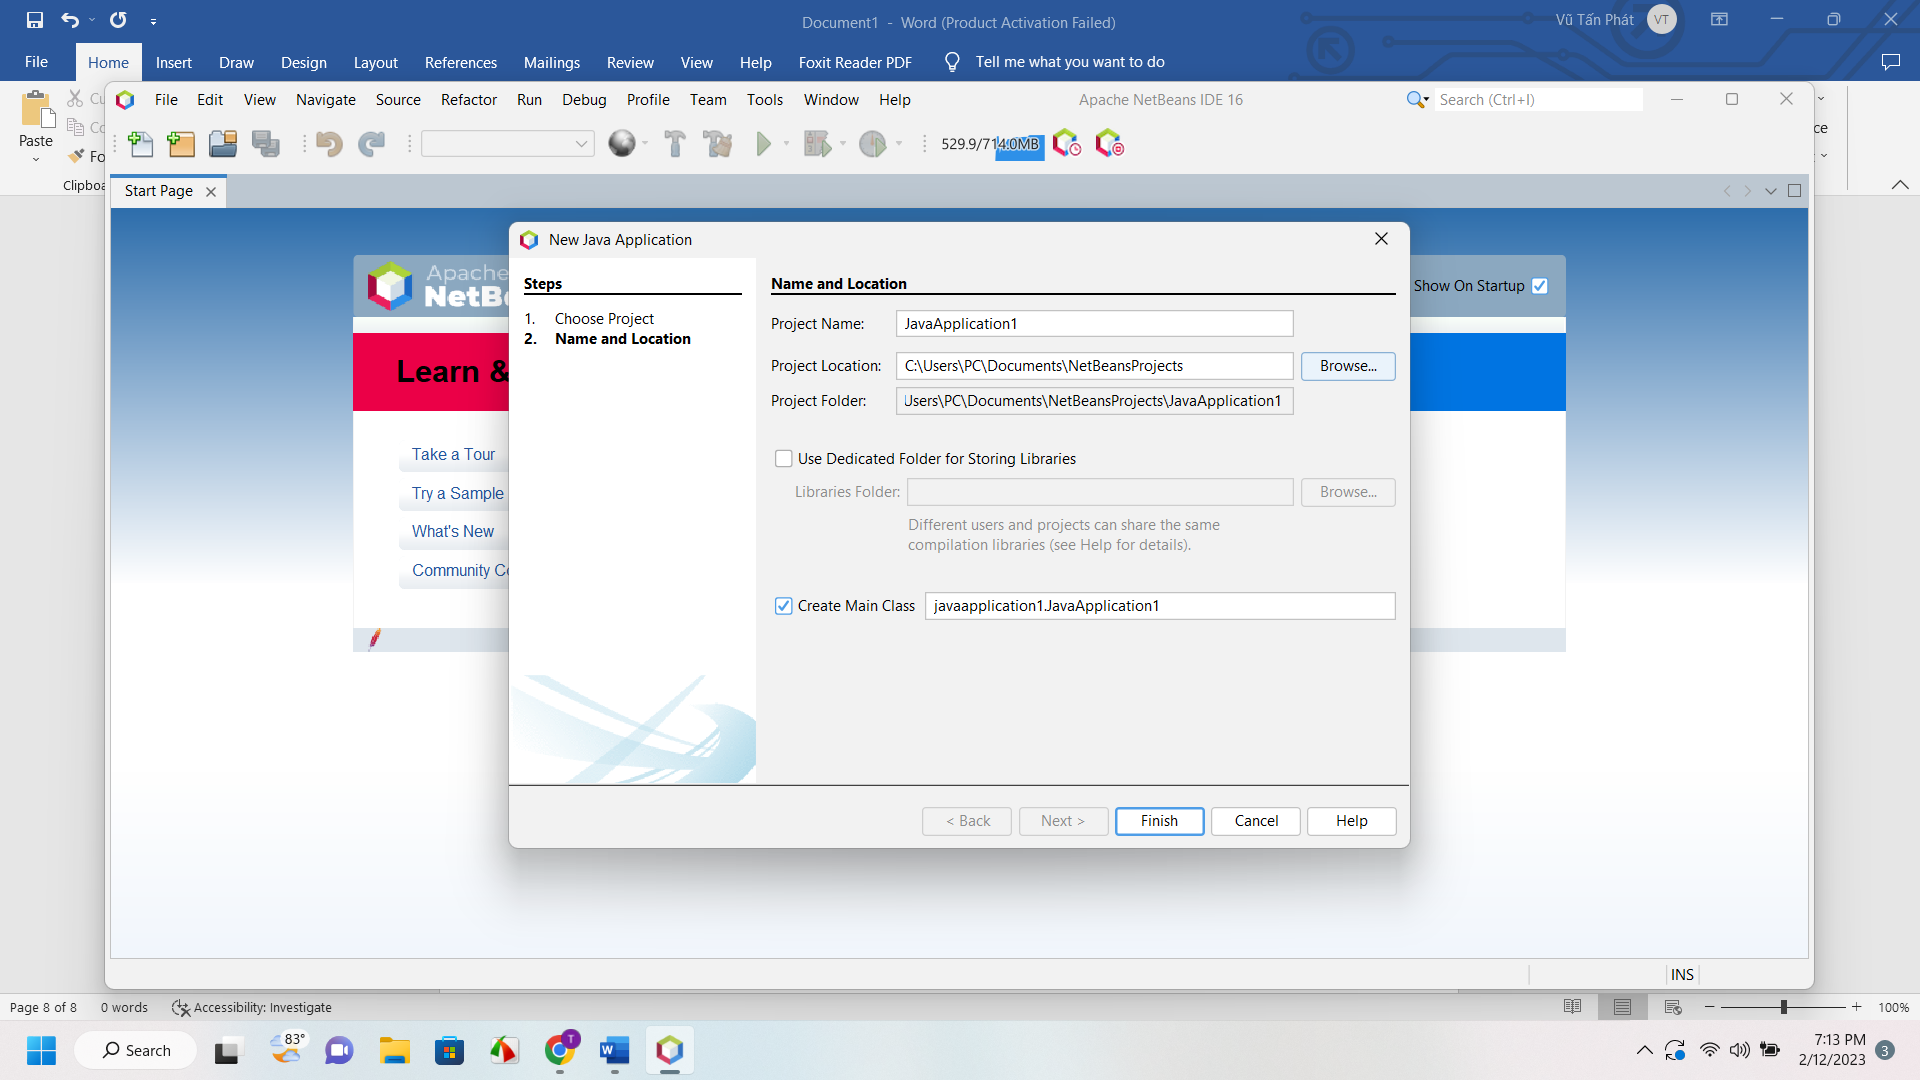 Document1 - Word (Product Activation Failed)
Vũ Tấn Phát VT
File Home Insert Draw Design Layout References Mailings Review View Help Foxit Reader PDF Tell me what you want to do
Paste
Clipboa
File Edit View Navigate Source Refactor Run Debug Profile Team Tools Window Help
Apache NetBeans IDE 16
Search (Ctrl+I)
529.9/714.0MB
Start Page
Apache
NetB
Show On Startup
Learn &
Take a Tour
Try a Sample
What's New
Community Ce
New Java Application
Steps
1. Choose Project
2. Name and Location
Name and Location
Project Name: JavaApplication1
Project Location: C:\Users\PC\Documents\NetBeansProjects Browse...
Project Folder: Users\PC\Documents\NetBeansProjects\JavaApplication1
Use Dedicated Folder for Storing Libraries
Libraries Folder: Browse...
Different users and projects can share the same
compilation libraries (see Help for details).
Create Main Class javaapplication1.JavaApplication1
< Back Next > Finish Cancel Help
INS
Page 8 of 8 0 words Accessibility: Investigate
100%
Search
83°
T
7:13 PM
2/12/2023
3